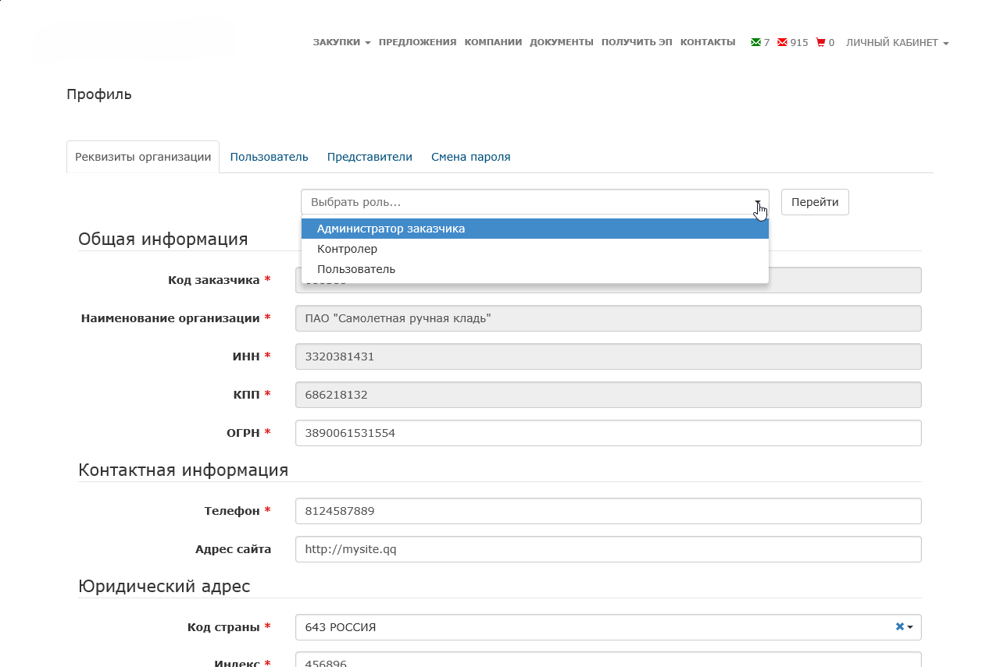 ЗАКУПКИ ПРЕДЛОЖЕНИЯ КОМПАНИИ ДОКУМЕНТЫ ПОЛУЧИТЬ ЭП КОНТАКТЫ 7 915 0 ЛИЧНЫЙ КАБИНЕТ
Профиль
Реквизиты организации Пользователь Представители Смена пароля
Выбрать роль... Перейти
Администратор заказчика
Общая информация
Контролер
Пользователь
Код заказчика *
Наименование организации * ПАО "Самолетная ручная кладь"
ИНН * 3320381431
КПП * 686218132
ОГРН * 3890061531554
Контактная информация
Телефон * 8124587889
Адрес сайта http://mysite.qq
Юридический адрес
Код страны * 643 РОССИЯ
Индекс * 456896